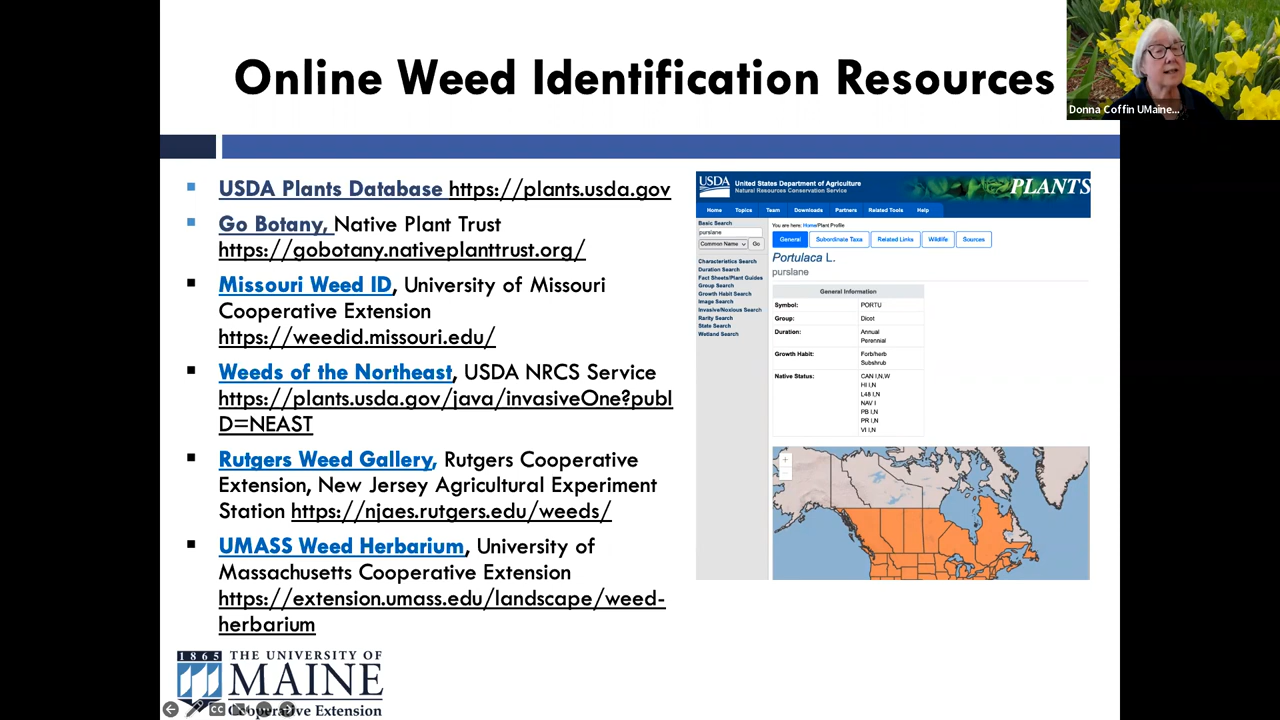 Online Weed Identification Resources
Donna Coffin UMaine...
USDA Plants Database https://plants.usda.gov
Go Botany, Native Plant Trust
https://gobotany.nativeplanttrust.org/
Missouri Weed ID, University of Missouri
Cooperative Extension
https://weedid.missouri.edu/
Weeds of the Northeast, USDA NRCS Service
https://plants.usda.gov/java/invasiveOne?publ
D=NEAST
Rutgers Weed Gallery, Rutgers Cooperative
Extension, New Jersey Agricultural Experiment
Station https://njaes.rutgers.edu/weeds/
UMASS Weed Herbarium, University of
Massachusetts Cooperative Extension
https://extension.umass.edu/landscape/weed-
herbarium
USDA
United States Department of Agriculture
Natural Resources Conservation Service
PLANTS
Home Topics Team Downloads Partners Related Tools Help
Basic Search
purslane
Common Name Go
Characteristics Search
Duration Search
Fact Sheets/Plant Guides
Group Search
Growth Habit Search
Image Search
Invasive/Noxious Search
Rarity Search
State Search
Wetland Search
You are here: Home/Plant Profile
General Subordinate Taxa Related Links Wildlife Sources
Portulaca L.
purslane
General Information
Symbol: PORTU
Group: Dicot
Duration: Annual
Perennial
Growth Habit: Forb/herb
Subshrub
Native Status: CAN I,N,W
HI I,N
L48 I,N
NAV I
PB I,N
PR I,N
VI I,N
1865 THE UNIVERSITY OF
MAINE
Cooperative Extension
CC